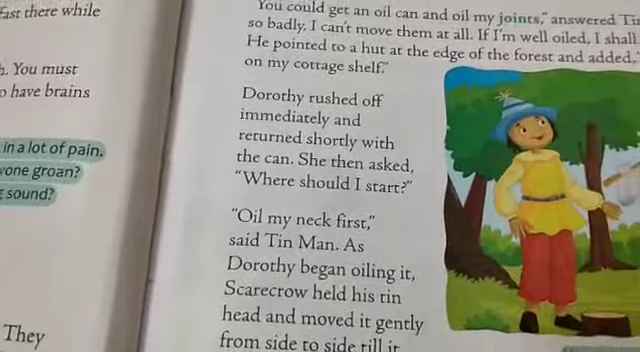 fast there while
You must
o have brains
in a lot of pain.
yone groan?
sound?
They
You could get an oil can and oil my joints," answered Tin
so badly, I can't move them at all. If I'm well oiled, I shall
He pointed to a hut at the edge of the forest and added,
on my cottage shelf."
Dorothy rushed off
immediately and
returned shortly with
the can. She then asked,
"Where should I start?"
"Oil my neck first,"
said Tin Man. As
Dorothy began oiling it,
Scarecrow held his tin
head and moved it gently
from side to side till it